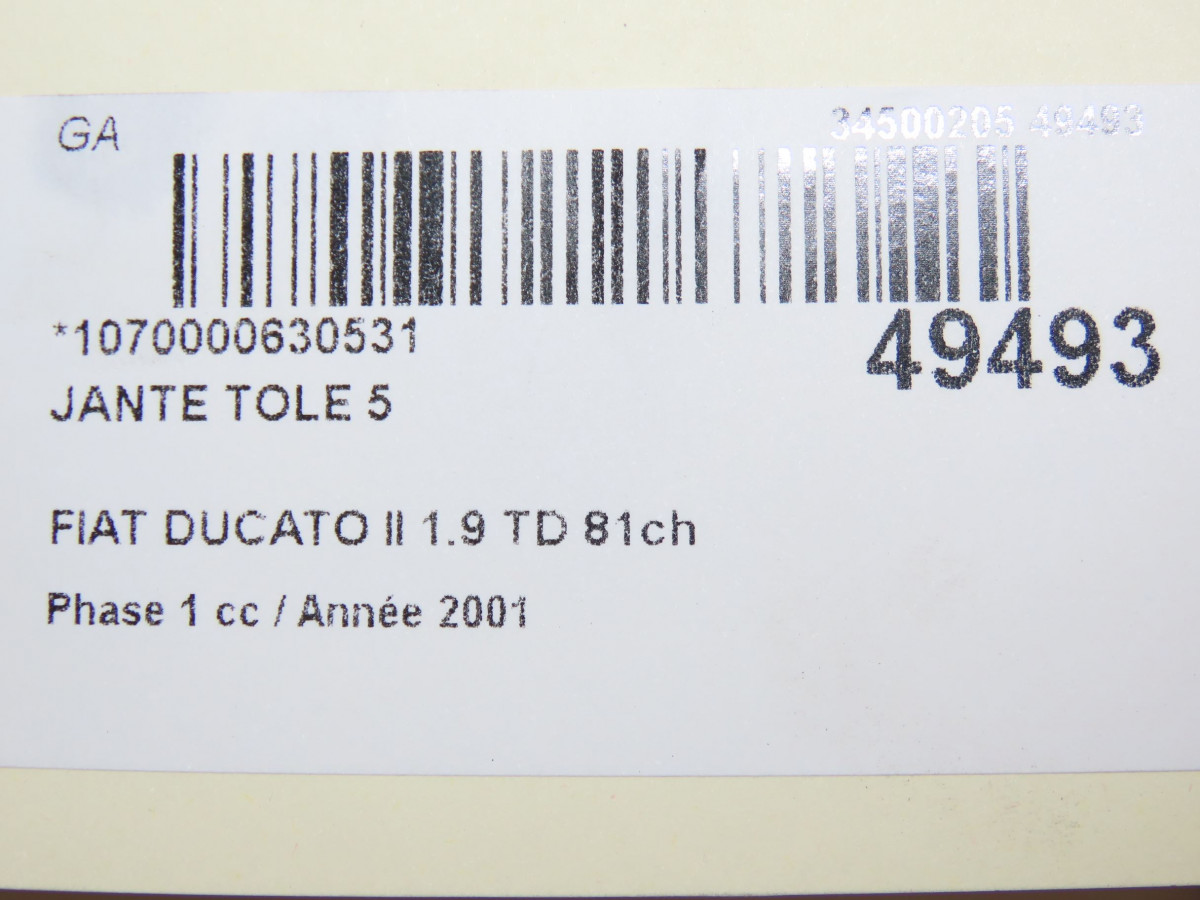 GA
34500205 49493
*1070000630531
49493
JANTE TOLE 5
FIAT DUCATO II 1.9 TD 81ch
Phase 1 cc / Année 2001